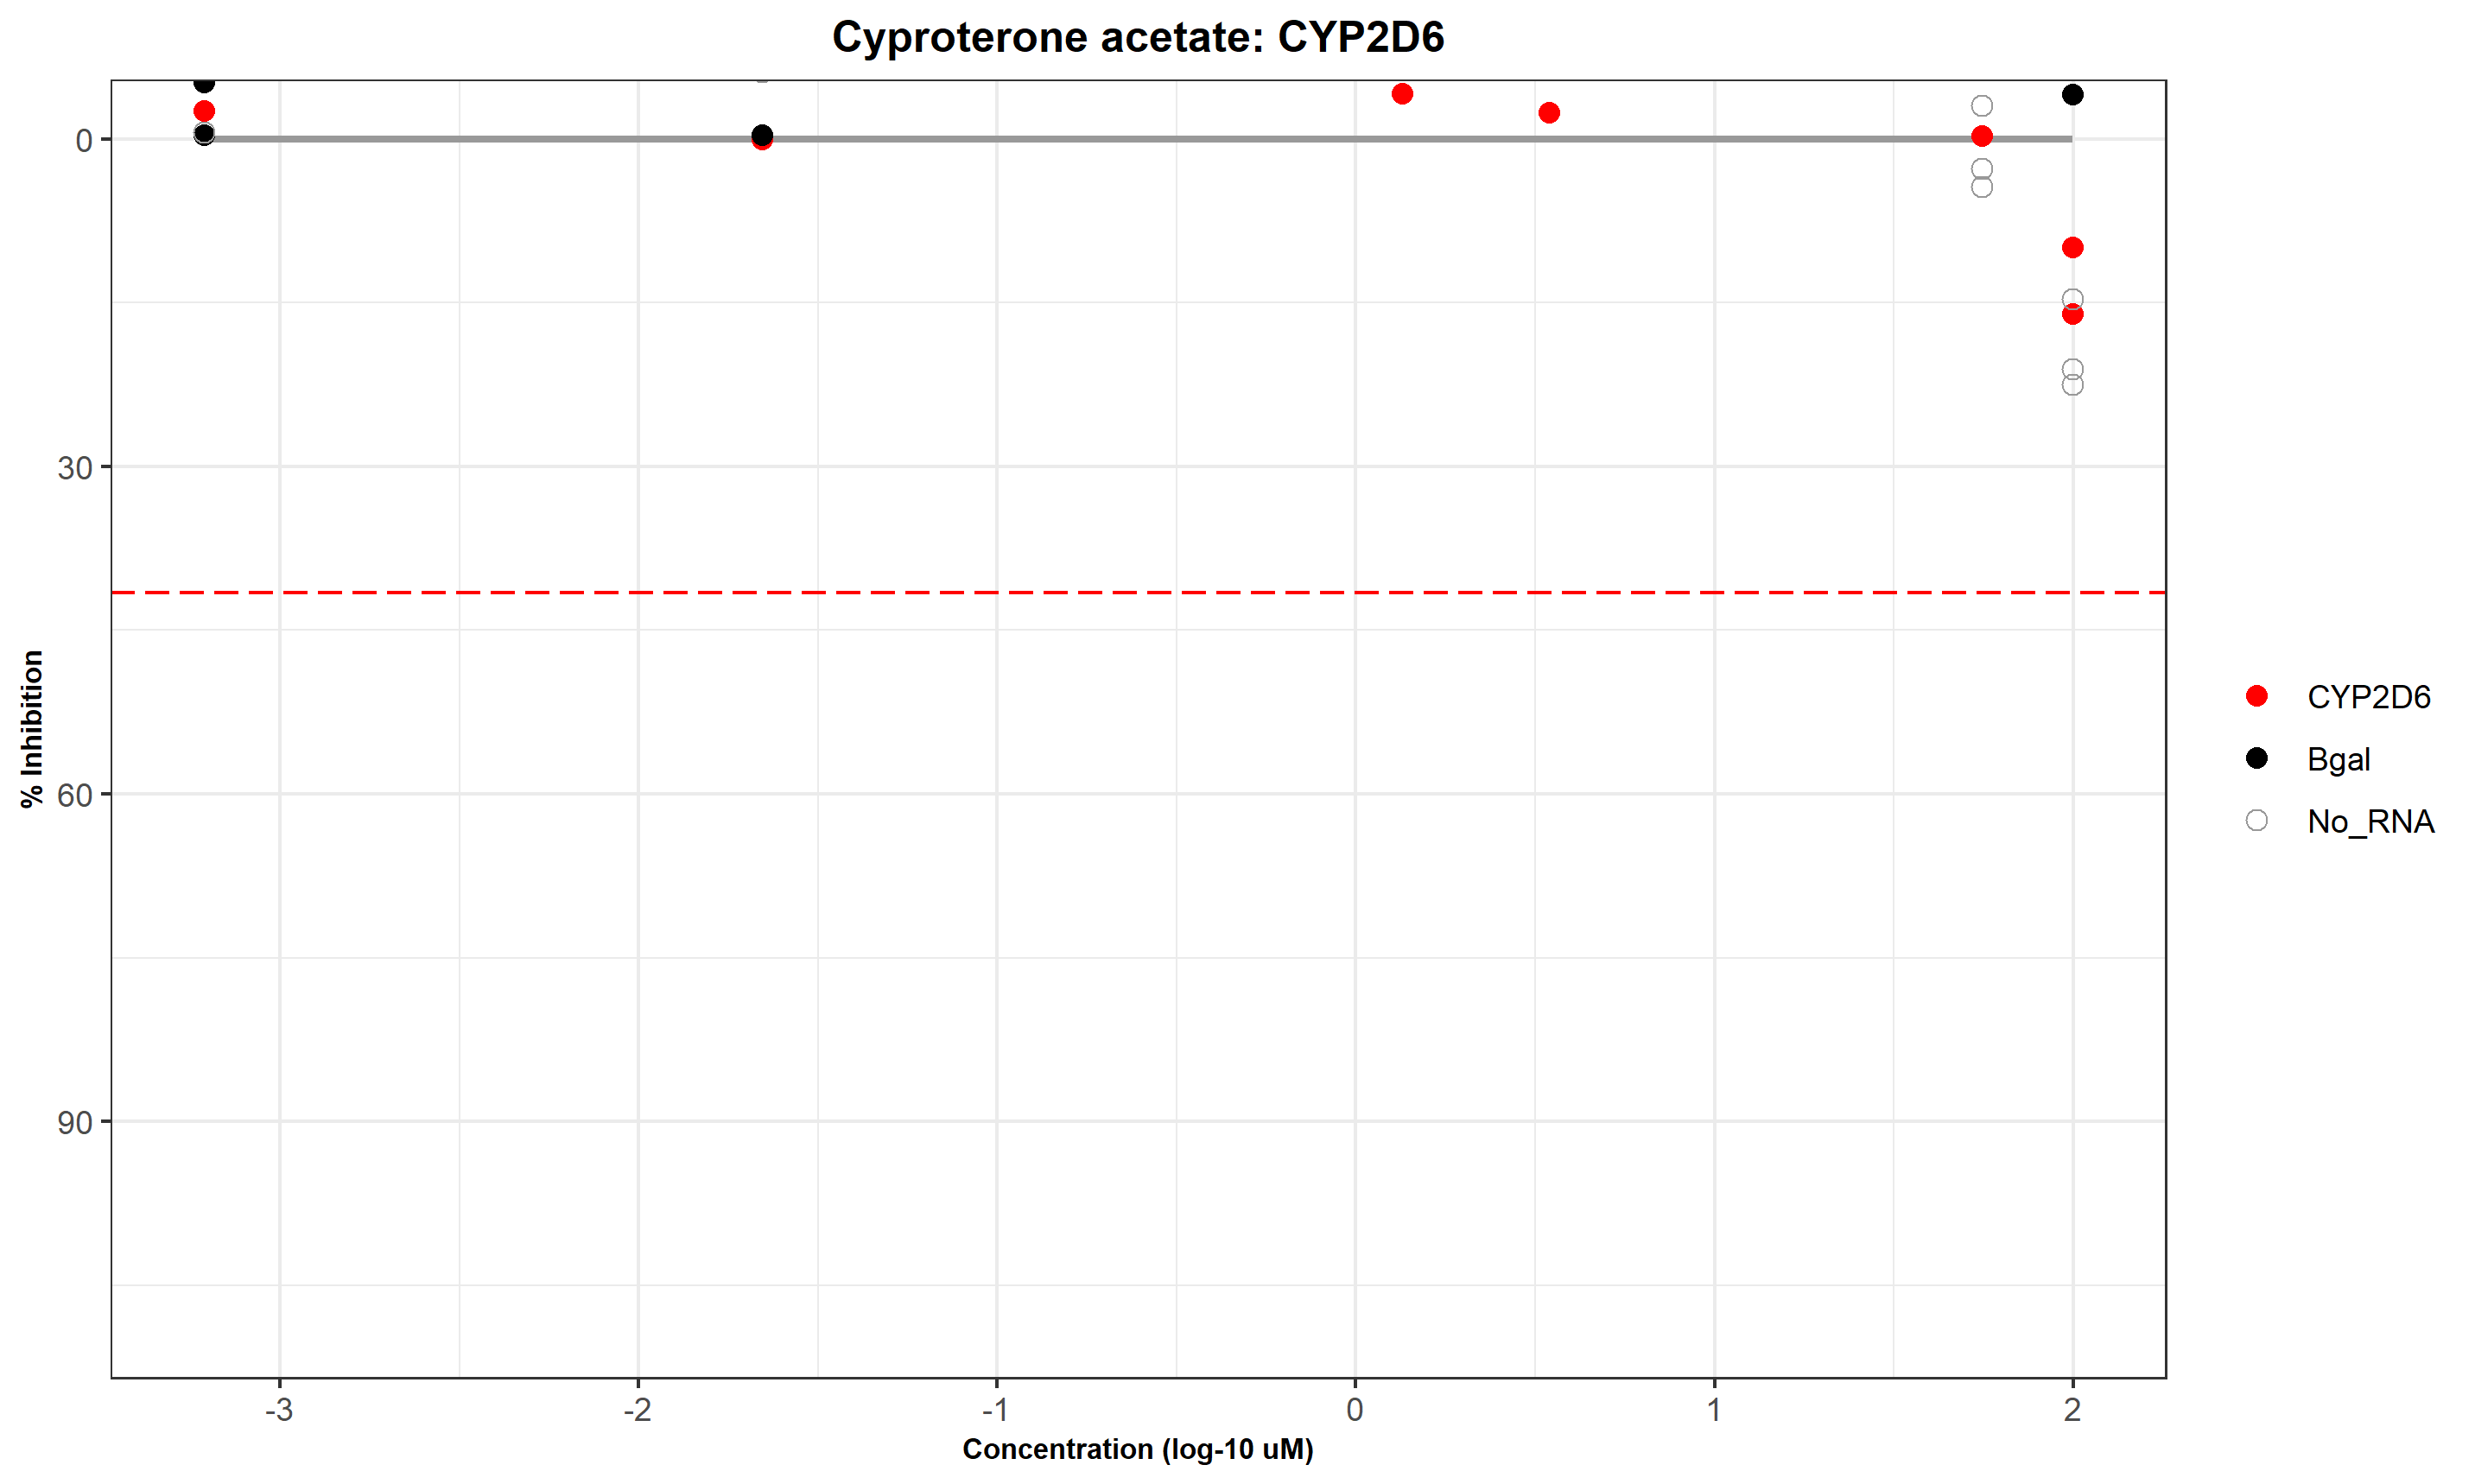 Cyproterone acetate: CYP2D6
0
30
60
90
% Inhibition
-3
-2
-1
0
1
2
Concentration (log-10 uM)
CYP2D6
Bgal
No_RNA